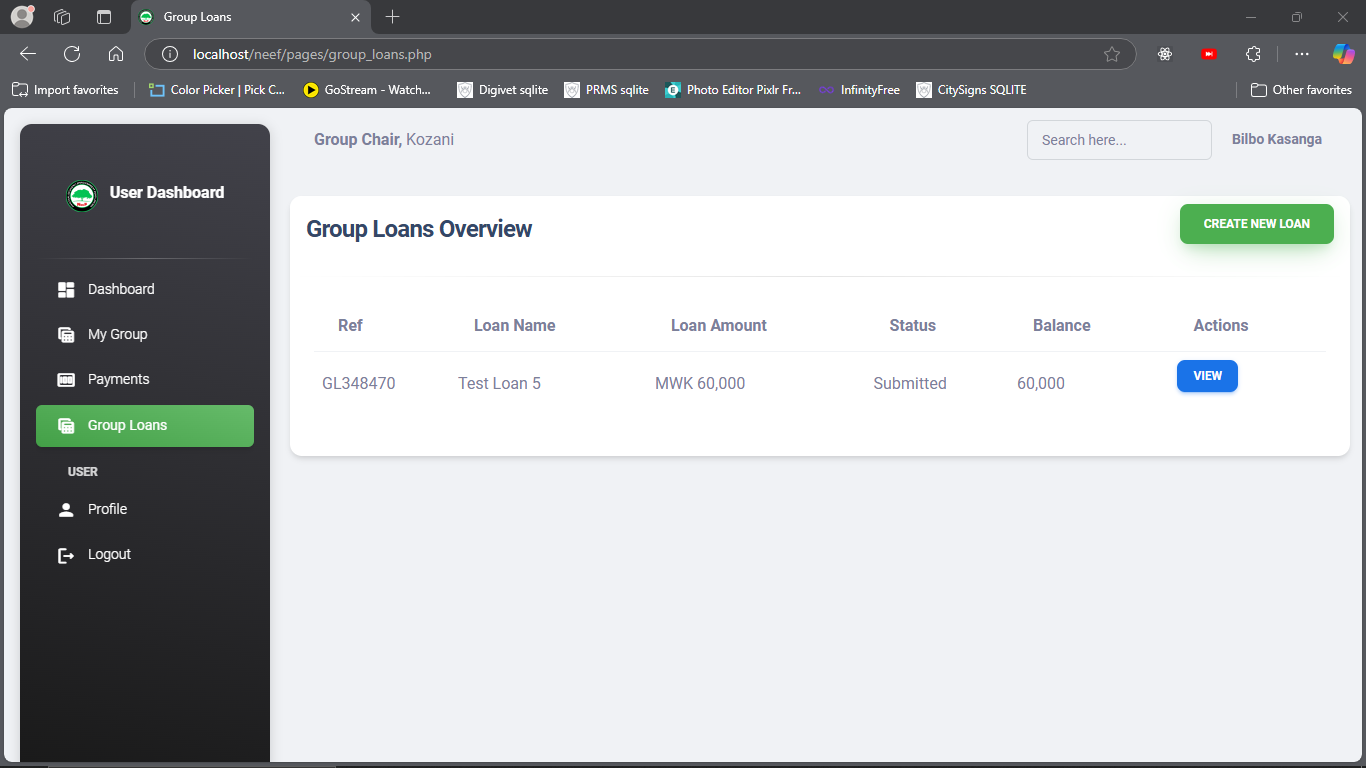 Group Loans
localhost/neef/pages/group_loans.php
Import favorites
Color Picker | Pick C...
GoStream - Watch...
Digivet sqlite
PRMS sqlite
Photo Editor Pixlr Fr...
InfinityFree
CitySigns SQLITE
Other favorites
User Dashboard
Dashboard
My Group
Payments
Group Loans
USER
Profile
Logout
Group Chair, Kozani
Search here...
Bilbo Kasanga
Group Loans Overview
CREATE NEW LOAN
Ref Loan Name Loan Amount Status Balance Actions
GL348470 Test Loan 5 MWK 60,000 Submitted 60,000 VIEW